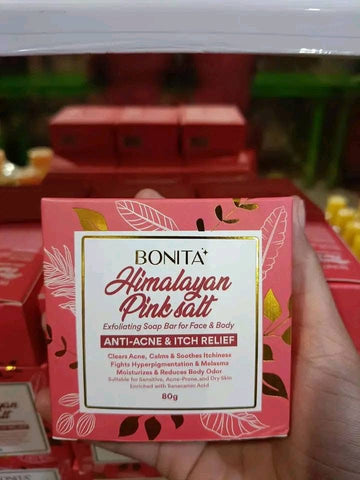 BONITA
Himalayan
Pink salt
Exfoliating Soap Bar for Face & Body
ANTI-ACNE & ITCH RELIEF
Clears Acne, Calms & Soothes Itchiness
Fights Hyperpigmentation & Melasma
Moisturizes & Reduces Body Odor
Suitable for Sensitive, Acne-Prone, and Dry Skin
Enriched with Tranexamic Acid
80g